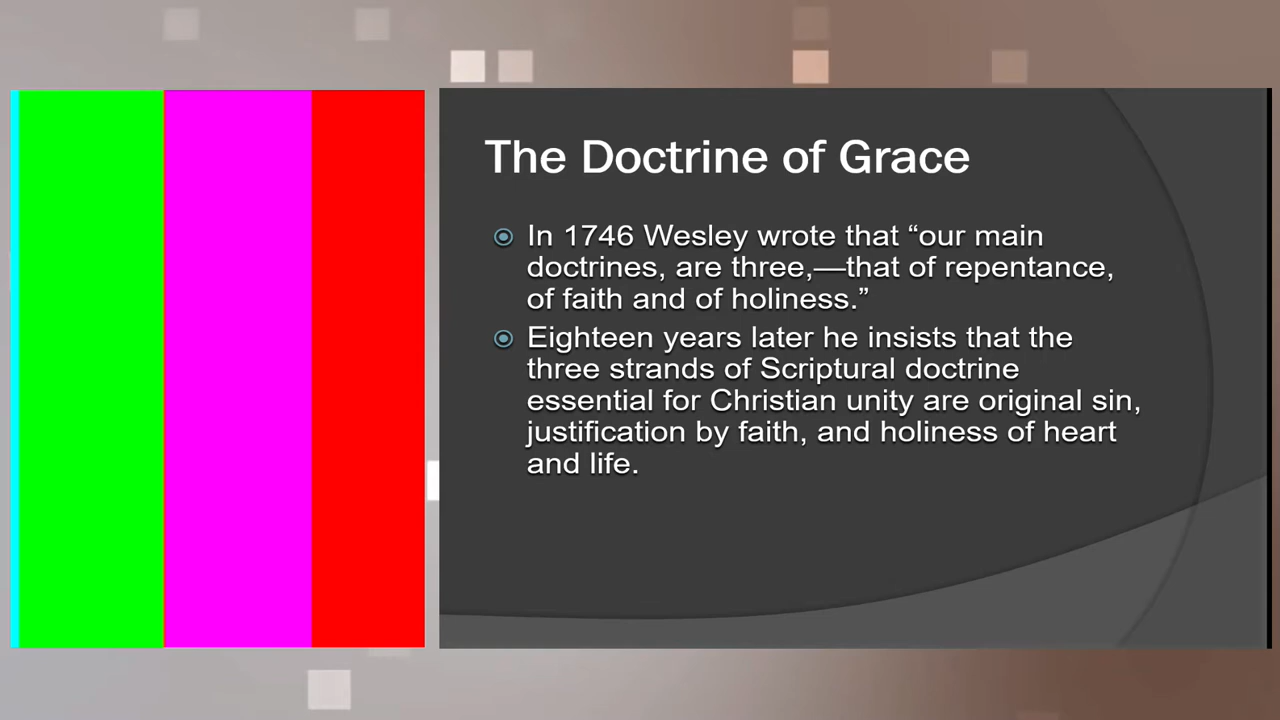 The Doctrine of Grace
In 1746 Wesley wrote that “our main
doctrines, are three,—that of repentance,
of faith and of holiness.”
Eighteen years later he insists that the
three strands of Scriptural doctrine
essential for Christian unity are original sin,
justification by faith, and holiness of heart
and life.